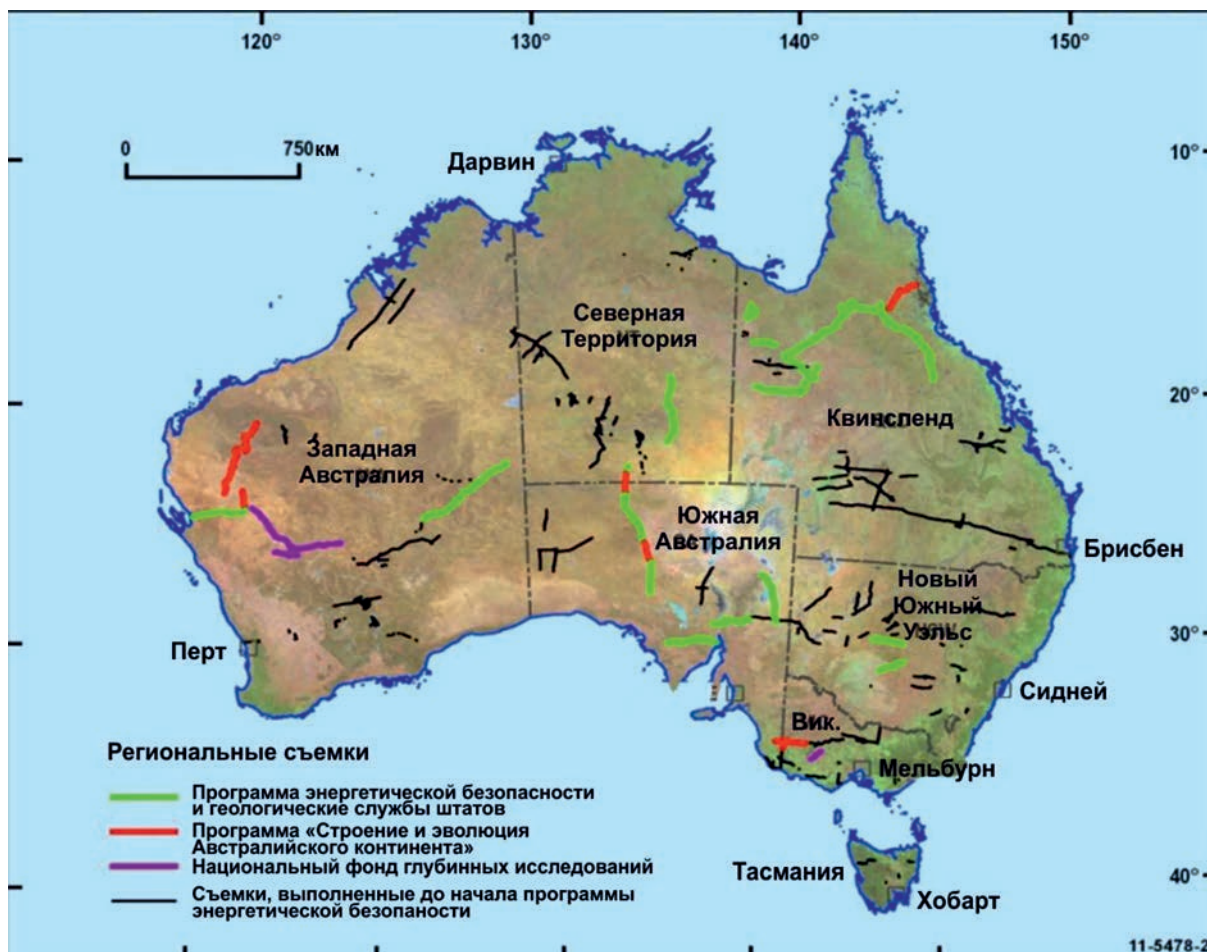 120°
130°
140°
150°
0
750км
Дарвин
10°
Северная
Территория
20°
Квинсленд
Западная
Австралия
Южная
Австралия
Брисбен
Новый
Южный
Уэльс
30°
Перт
Сидней
Вик.
Мельбурн
Региональные съемки
Программа энергетической безопасности
и геологические службы штатов
Программа «Строение и эволюция
Австралийского континента»
Национальный фонд глубинных исследований
Съемки, выполненные до начала программы
энергетической безопаности
Тасмания
Хобарт
40°
11-5478-2